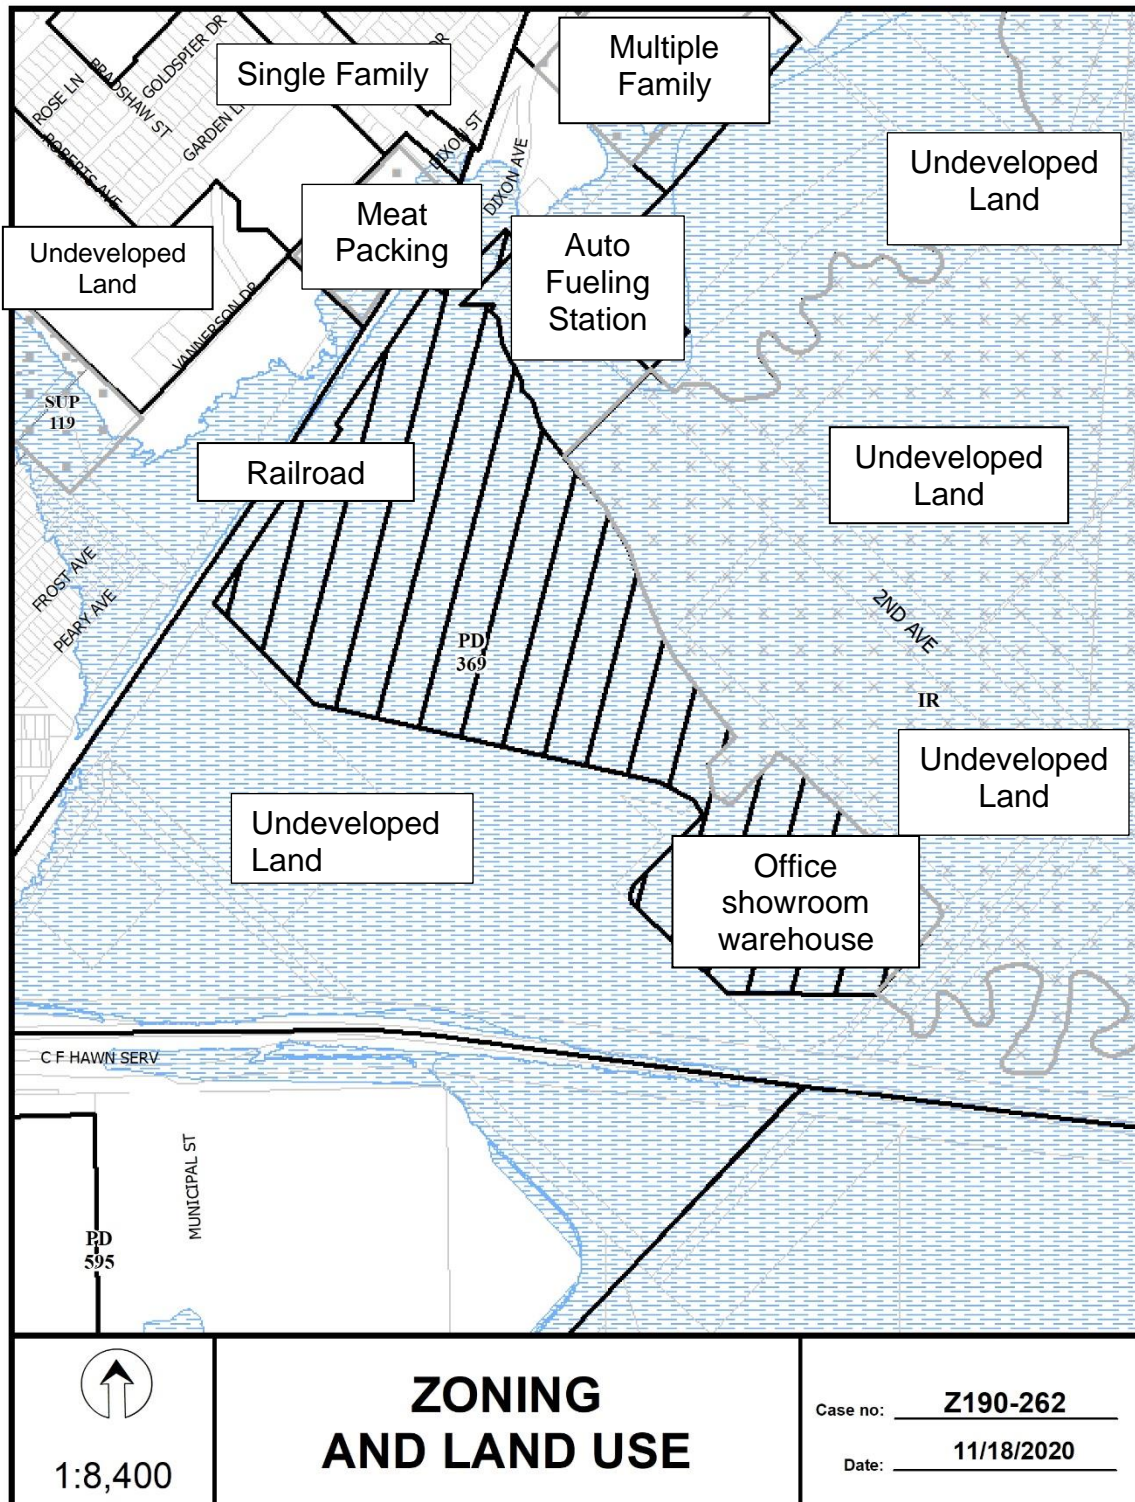 GOLDSPIER DR
BRADSHAW ST
ROSE LN
GARDEN LN
ROBERTS AVE
Single Family
DR
Multiple
Family
DIXON ST
DIXON AVE
Undeveloped
Land
Meat
Packing
Undeveloped
Land
Auto
Fueling
Station
VANNERSON DR
SUP
119
Railroad
Undeveloped
Land
FROST AVE
PEARY AVE
2ND AVE
PD
369
IR
Undeveloped
Land
Undeveloped
Land
Office
showroom
warehouse
C F HAWN SERV
MUNICIPAL ST
PD
595
1:8,400
ZONING
AND LAND USE
Case no: Z190-262
Date: 11/18/2020